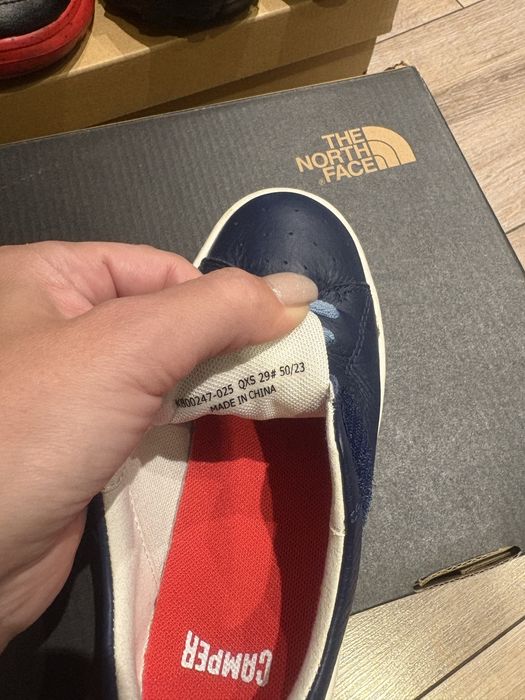 THE
NORTH
FACE
K800247-025 QXS 29# 50/23
MADE IN CHINA
CAMPER